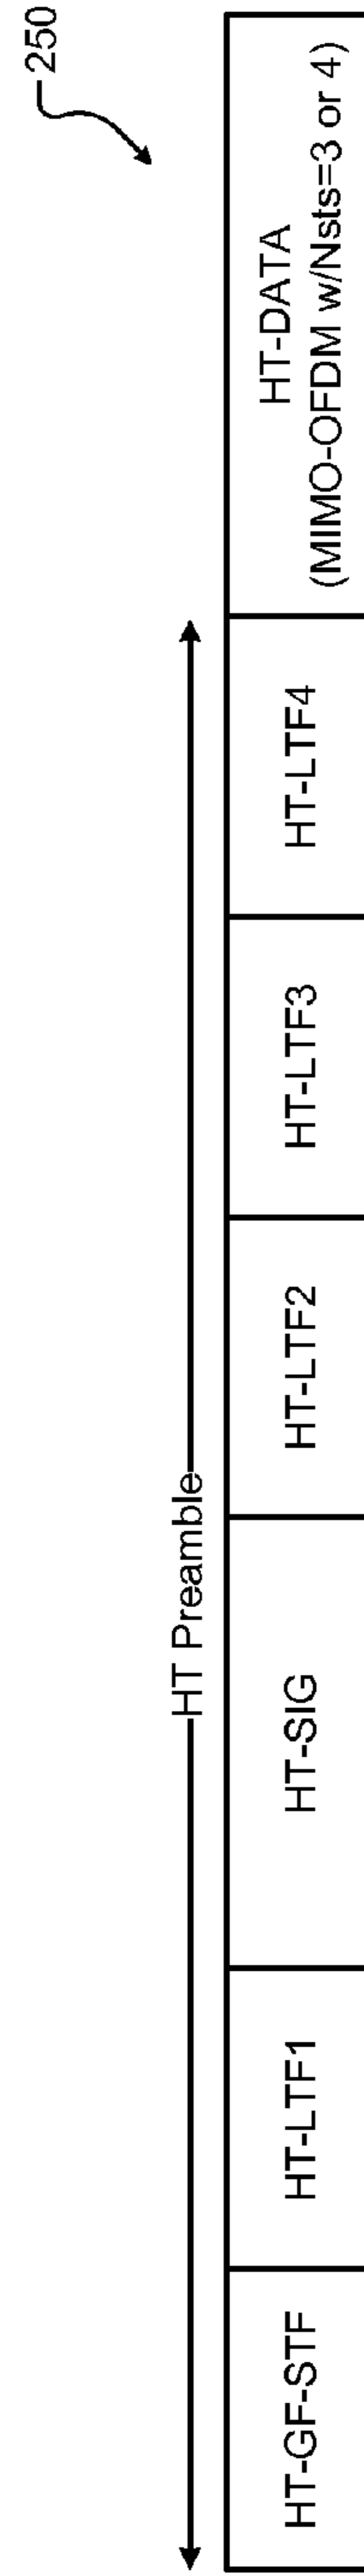 250
HT Preamble
HT-GF-STF
HT-LTF1
HT-SIG
HT-LTF2
HT-LTF3
HT-LTF4
HT-DATA
(MIMO-OFDM w/Nsts=3 or 4)